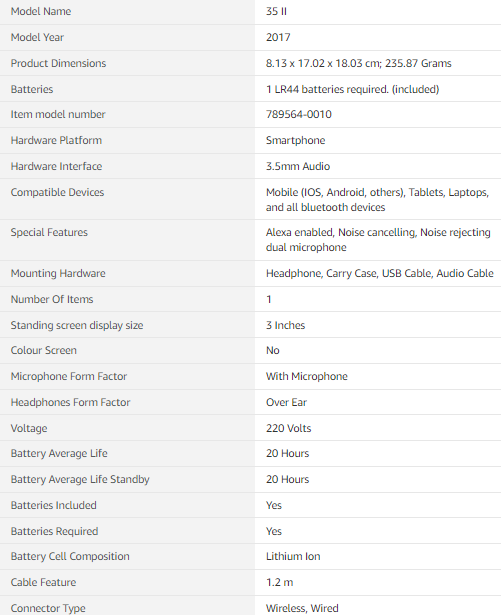 Model Name 35 II
Model Year 2017
Product Dimensions 8.13 x 17.02 x 18.03 cm; 235.87 Grams
Batteries 1 LR44 batteries required. (included)
Item model number 789564-0010
Hardware Platform Smartphone
Hardware Interface 3.5mm Audio
Compatible Devices Mobile (IOS, Android, others), Tablets, Laptops,
and all bluetooth devices
Special Features Alexa enabled, Noise cancelling, Noise rejecting
dual microphone
Mounting Hardware Headphone, Carry Case, USB Cable, Audio Cable
Number Of Items 1
Standing screen display size 3 Inches
Colour Screen No
Microphone Form Factor With Microphone
Headphones Form Factor Over Ear
Voltage 220 Volts
Battery Average Life 20 Hours
Battery Average Life Standby 20 Hours
Batteries Included Yes
Batteries Required Yes
Battery Cell Composition Lithium Ion
Cable Feature 1.2 m
Connector Type Wireless, Wired